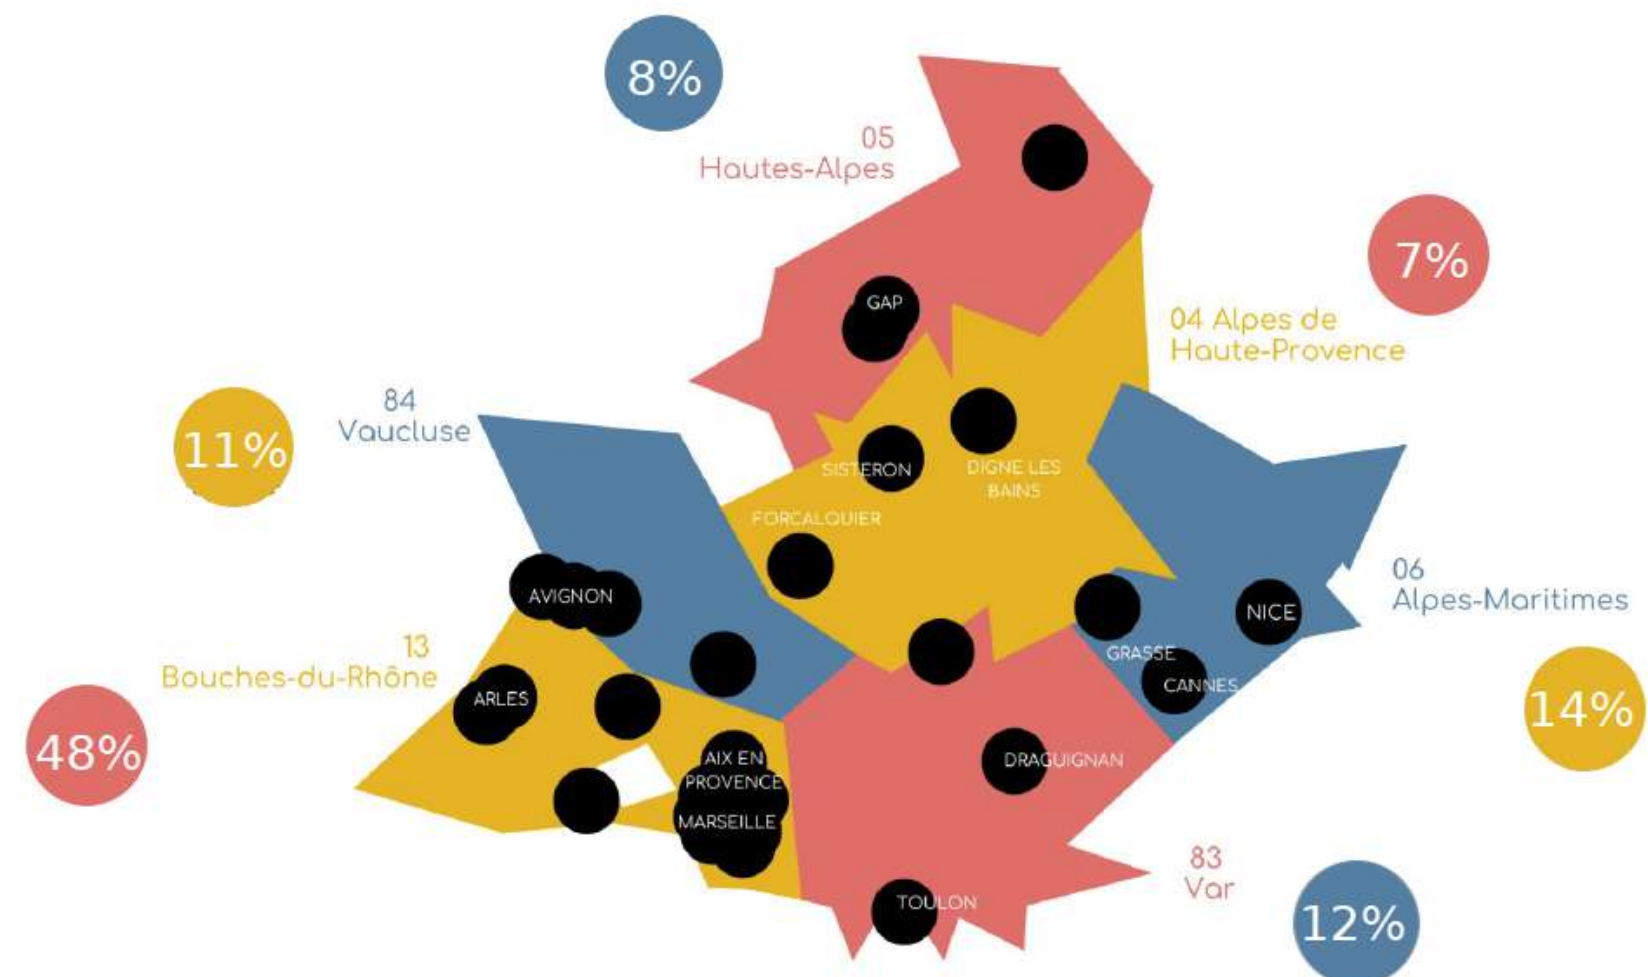 8%
05
Hautes-Alpes
7%
GAP
04 Alpes de
Haute-Provence
84
Vaucluse
11%
SISTERON
DIGNE LES
BAINS
FORCALQUIER
06
Alpes-Maritimes
AVIGNON
NICE
13
Bouches-du-Rhône
GRASSE
CANNES
ARLES
14%
48%
AIX EN
PROVENCE
DRAGUIGNAN
MARSEILLE
83
Var
TOULON
12%